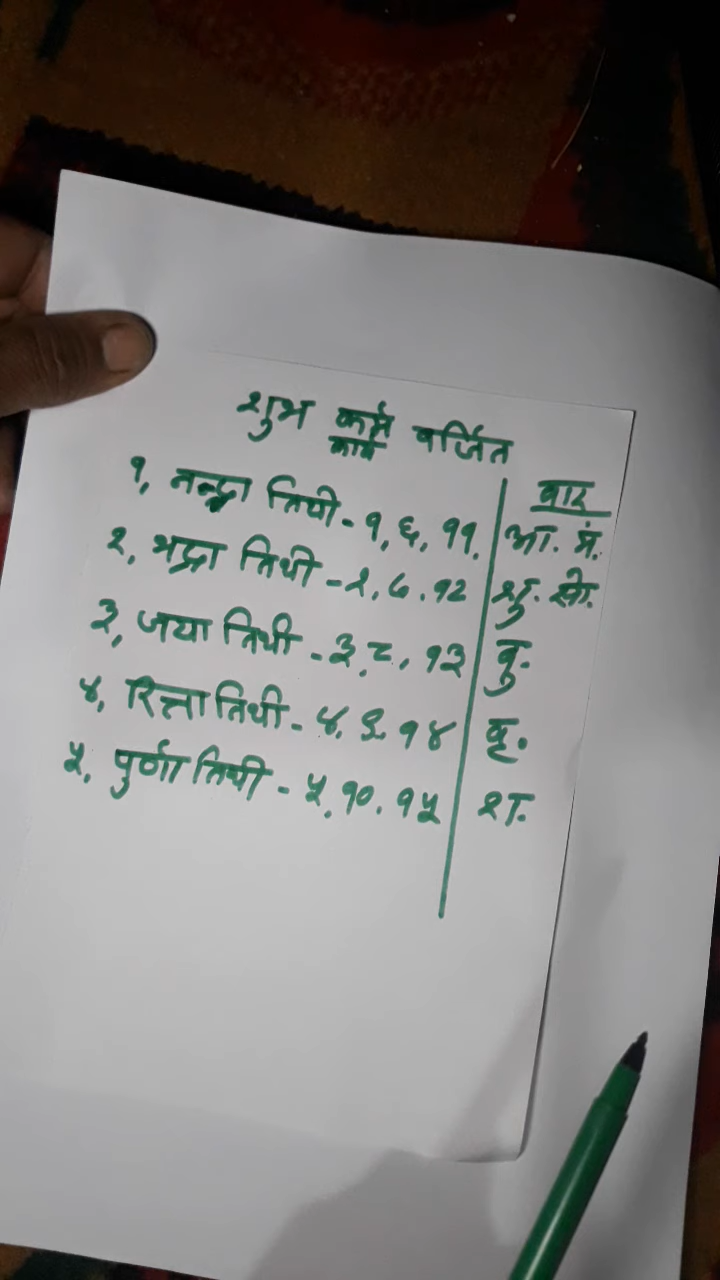 शुभ कर्म वर्जित
कार्य
वार
१, नन्द्रा तिथी - १, ६, ११. आ. मं.
२, भद्रा तिथी - २, ७, १२ शु. सो.
३, जया तिथी - ३, ८, १३ बु.
४, रित्ता तिथी - ४, ९, १४ बृ.
५, पुर्णा तिथी - ५, १०, १५ श.